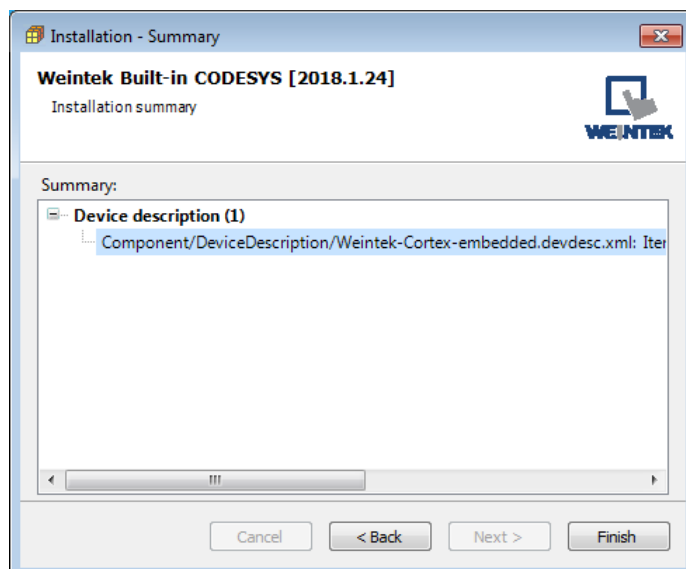 Installation - Summary
Weintek Built-in CODESYS [2018.1.24]
Installation summary
WEINTEK
Summary:
Device description (1)
Component/DeviceDescription/Weintek-Cortex-embedded.devdesc.xml: Iter
Cancel
< Back
Next >
Finish